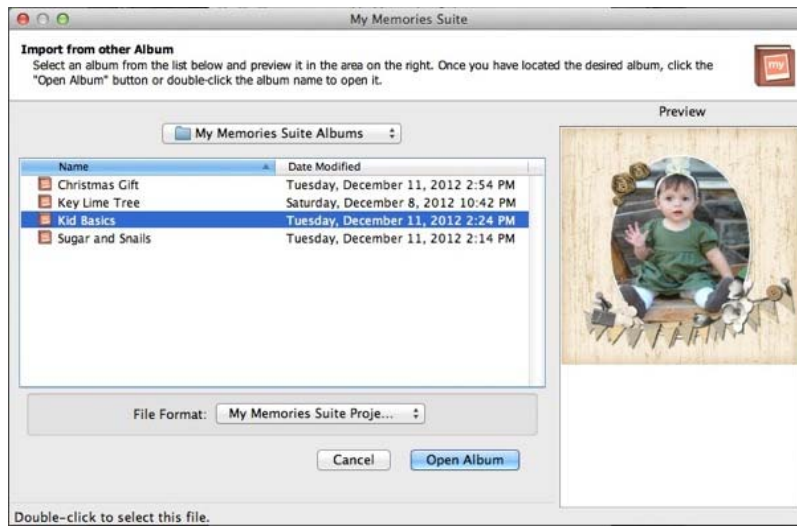 My Memories Suite
Import from other Album
Select an album from the list below and preview it in the area on the right. Once you have located the desired album, click the
"Open Album" button or double-click the album name to open it.
my
Preview
My Memories Suite Albums
Name Date Modified
Christmas Gift Tuesday, December 11, 2012 2:54 PM
Key Lime Tree Saturday, December 8, 2012 10:42 PM
Kid Basics Tuesday, December 11, 2012 2:24 PM
Sugar and Snails Tuesday, December 11, 2012 2:14 PM
File Format: My Memories Suite Proje...
Cancel Open Album
Double-click to select this file.